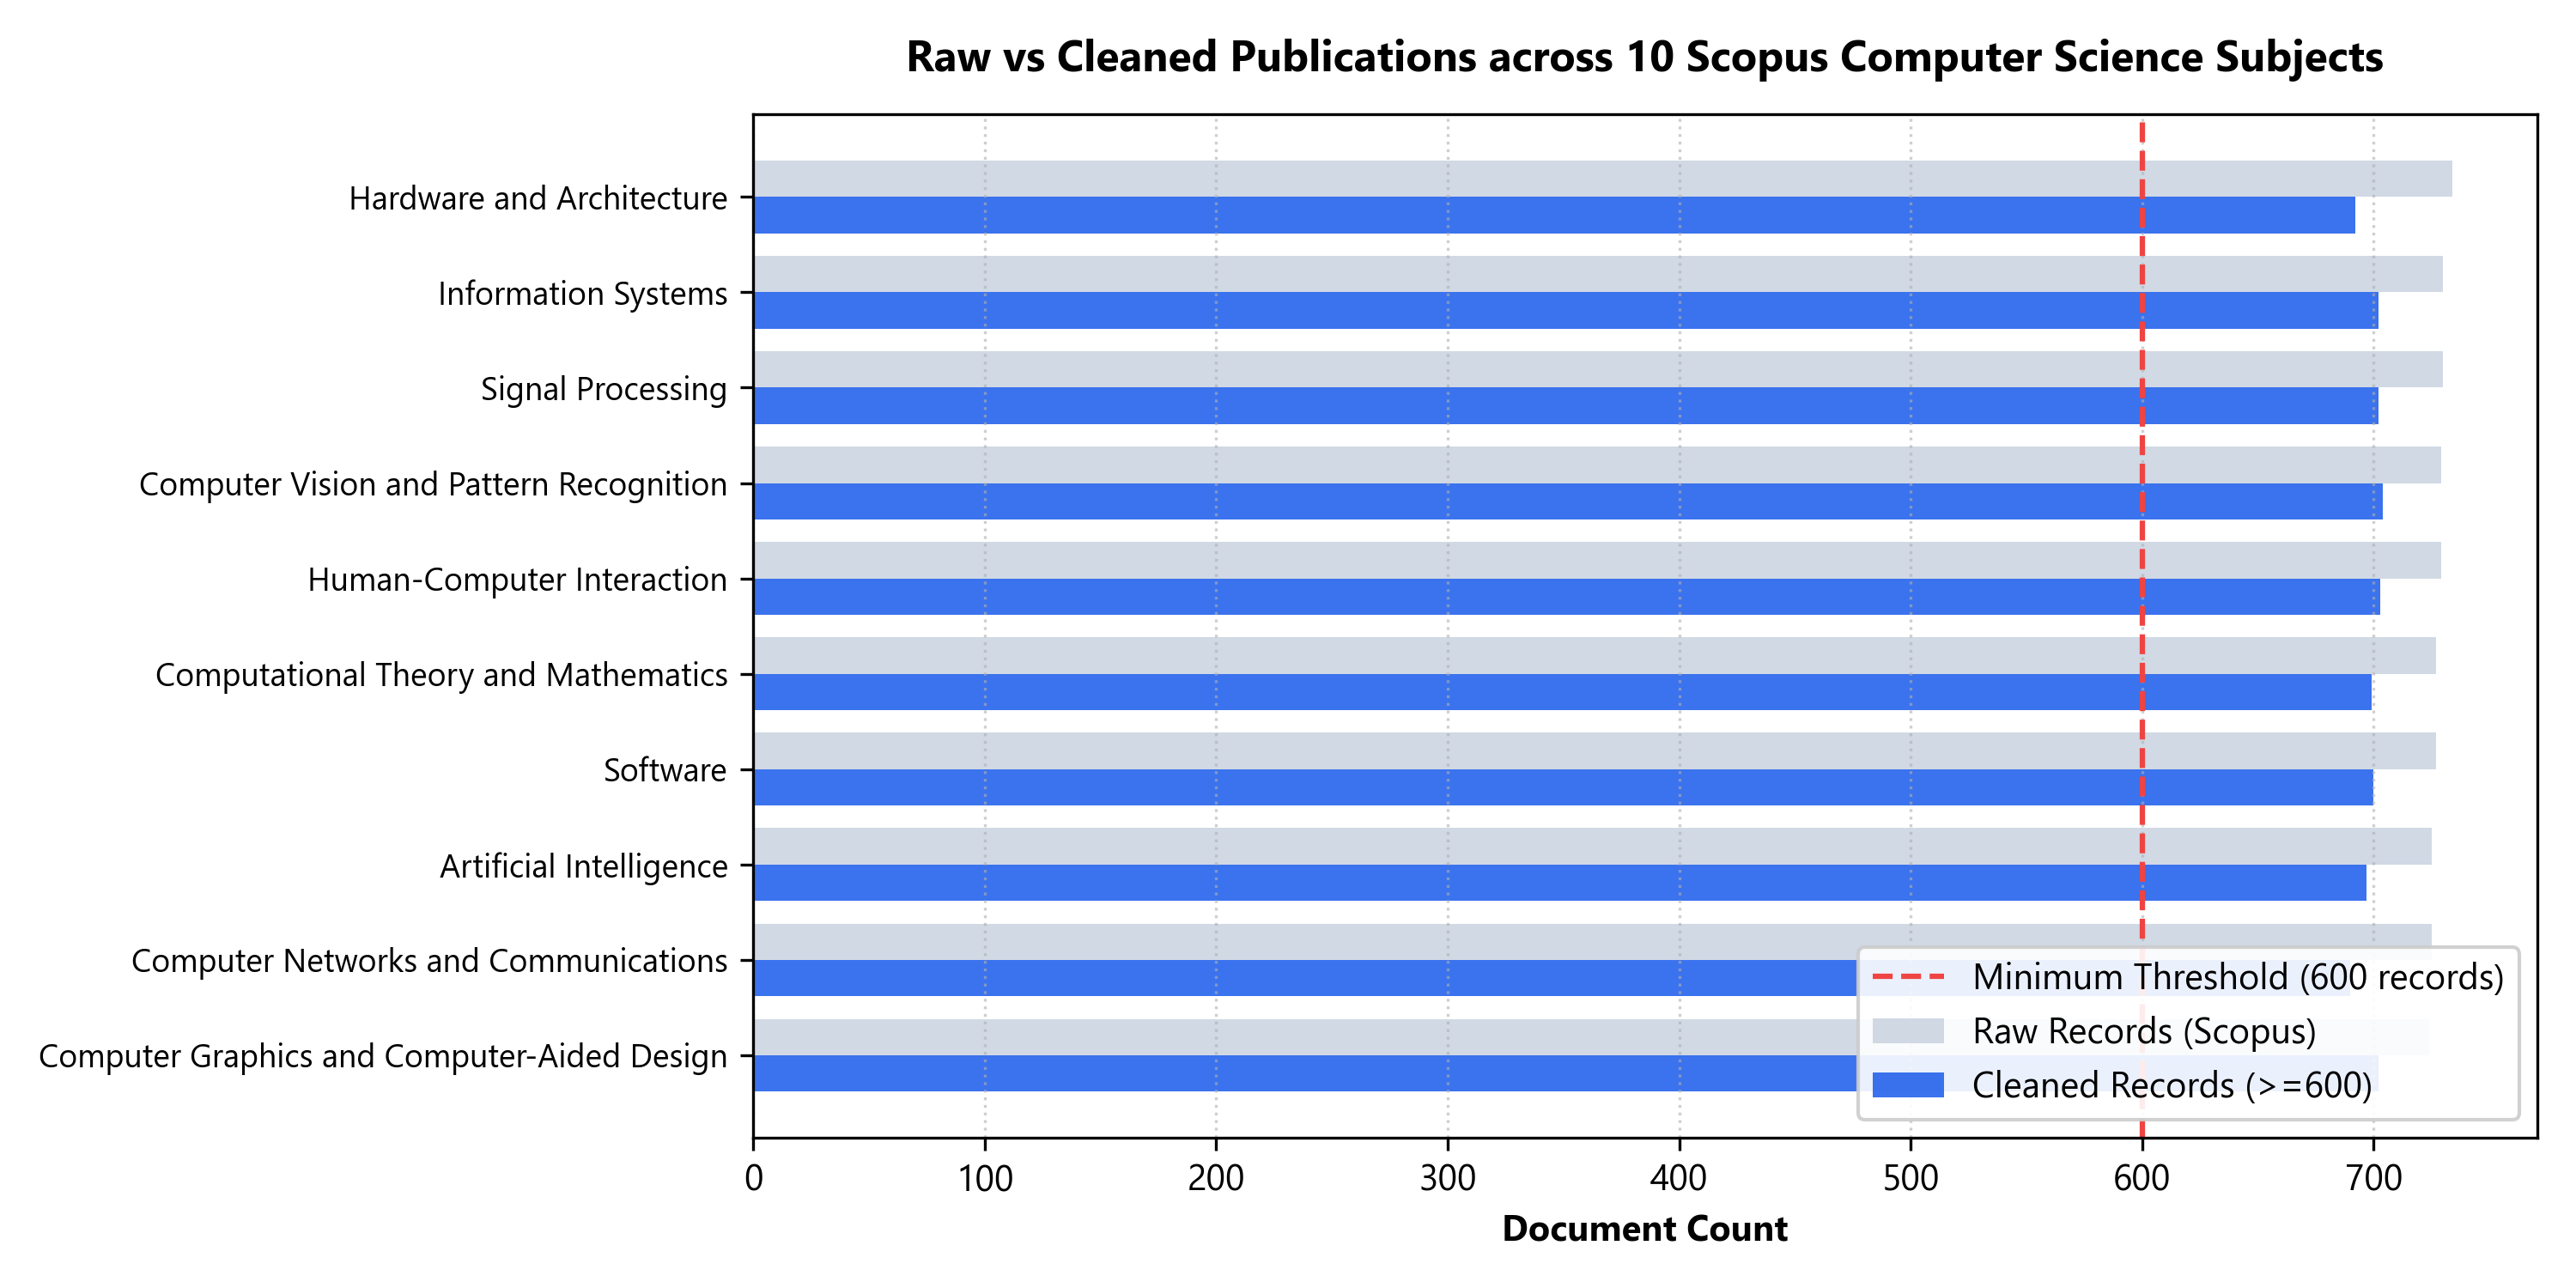 Raw vs Cleaned Publications across 10 Scopus Computer Science Subjects
Hardware and Architecture
Information Systems
Signal Processing
Computer Vision and Pattern Recognition
Human-Computer Interaction
Computational Theory and Mathematics
Software
Artificial Intelligence
Computer Networks and Communications
Computer Graphics and Computer-Aided Design
Minimum Threshold (600 records)
Raw Records (Scopus)
Cleaned Records (>=600)
0 100 200 300 400 500 600 700
Document Count